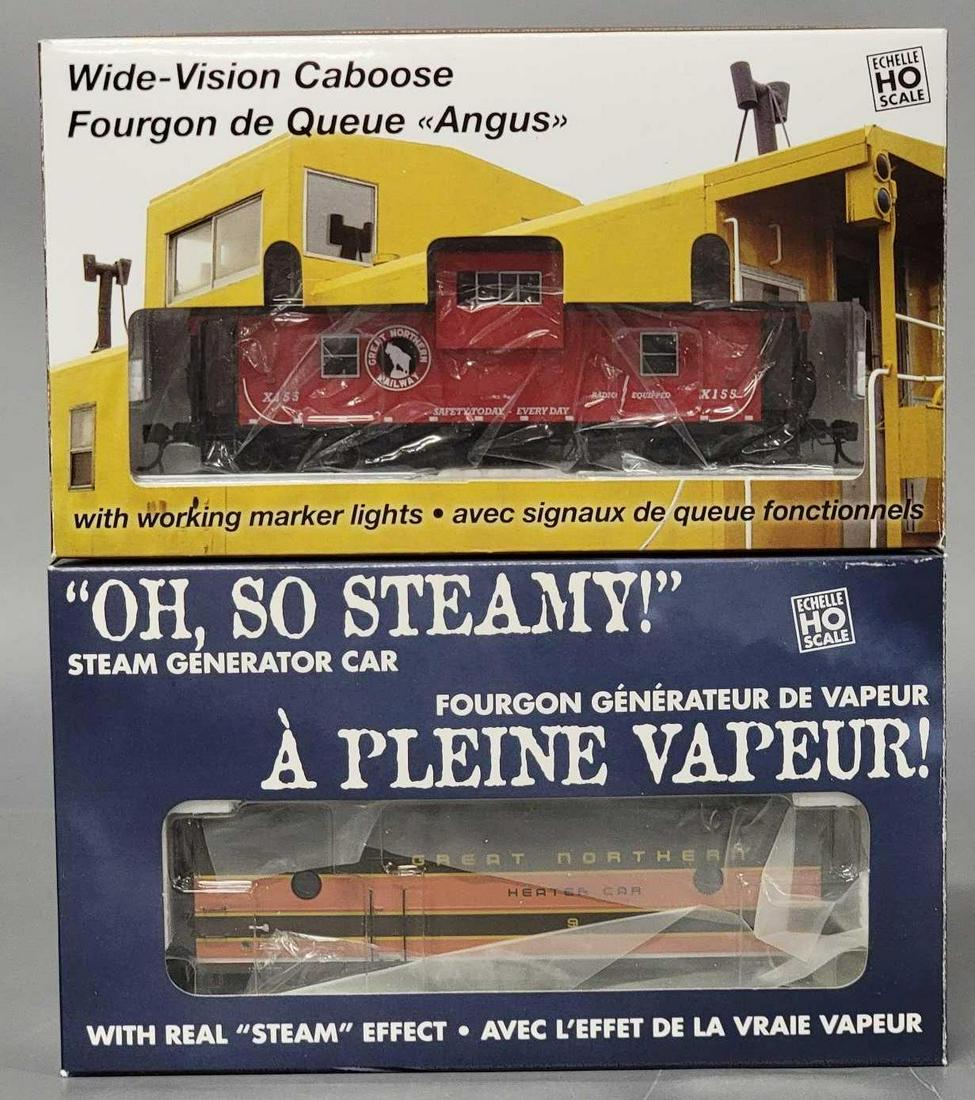 Wide-Vision Caboose
Fourgon de Queue «Angus»
ECHELLE
HO
SCALE
GREAT NORTHERN
RAILWAY
X155
RADIO EQUIPPED
X155
SAFETY TODAY - EVERY DAY
with working marker lights • avec signaux de queue fonctionnels
“OH, SO STEAMY!”
STEAM GENERATOR CAR
ECHELLE
HO
SCALE
FOURGON GÉNÉRATEUR DE VAPEUR
À PLEINE VAPEUR!
GREAT NORTHERN
HEATER CAR
9
WITH REAL “STEAM” EFFECT • AVEC L’EFFET DE LA VRAIE VAPEUR